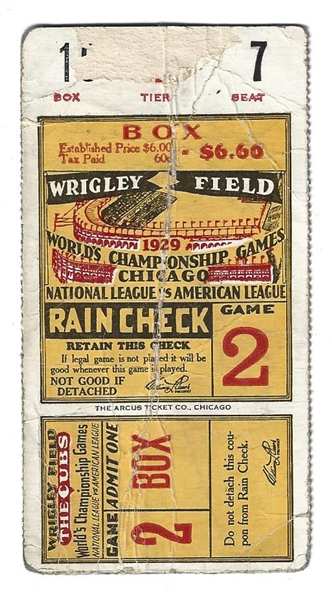 7
BOX TIER SEAT
BOX
Established Price $6.00
Tax Paid 60c - $6.60
WRIGLEY FIELD
1929
WORLD'S CHAMPIONSHIP GAMES
CHICAGO
NATIONAL LEAGUE VS AMERICAN LEAGUE
RAIN CHECK
GAME
2
RETAIN THIS CHECK
If legal game is not played it will be
good whenever this game is played.
NOT GOOD IF
DETACHED
PRESIDENT
THE ARCUS TICKET CO., CHICAGO
WRIGLEY FIELD
THE CUBS
World's Championship Games
NATIONAL LEAGUE VS AMERICAN LEAGUE
GAME ADMIT ONE
2 BOX
Do not detach this cou-
pon from Rain Check.